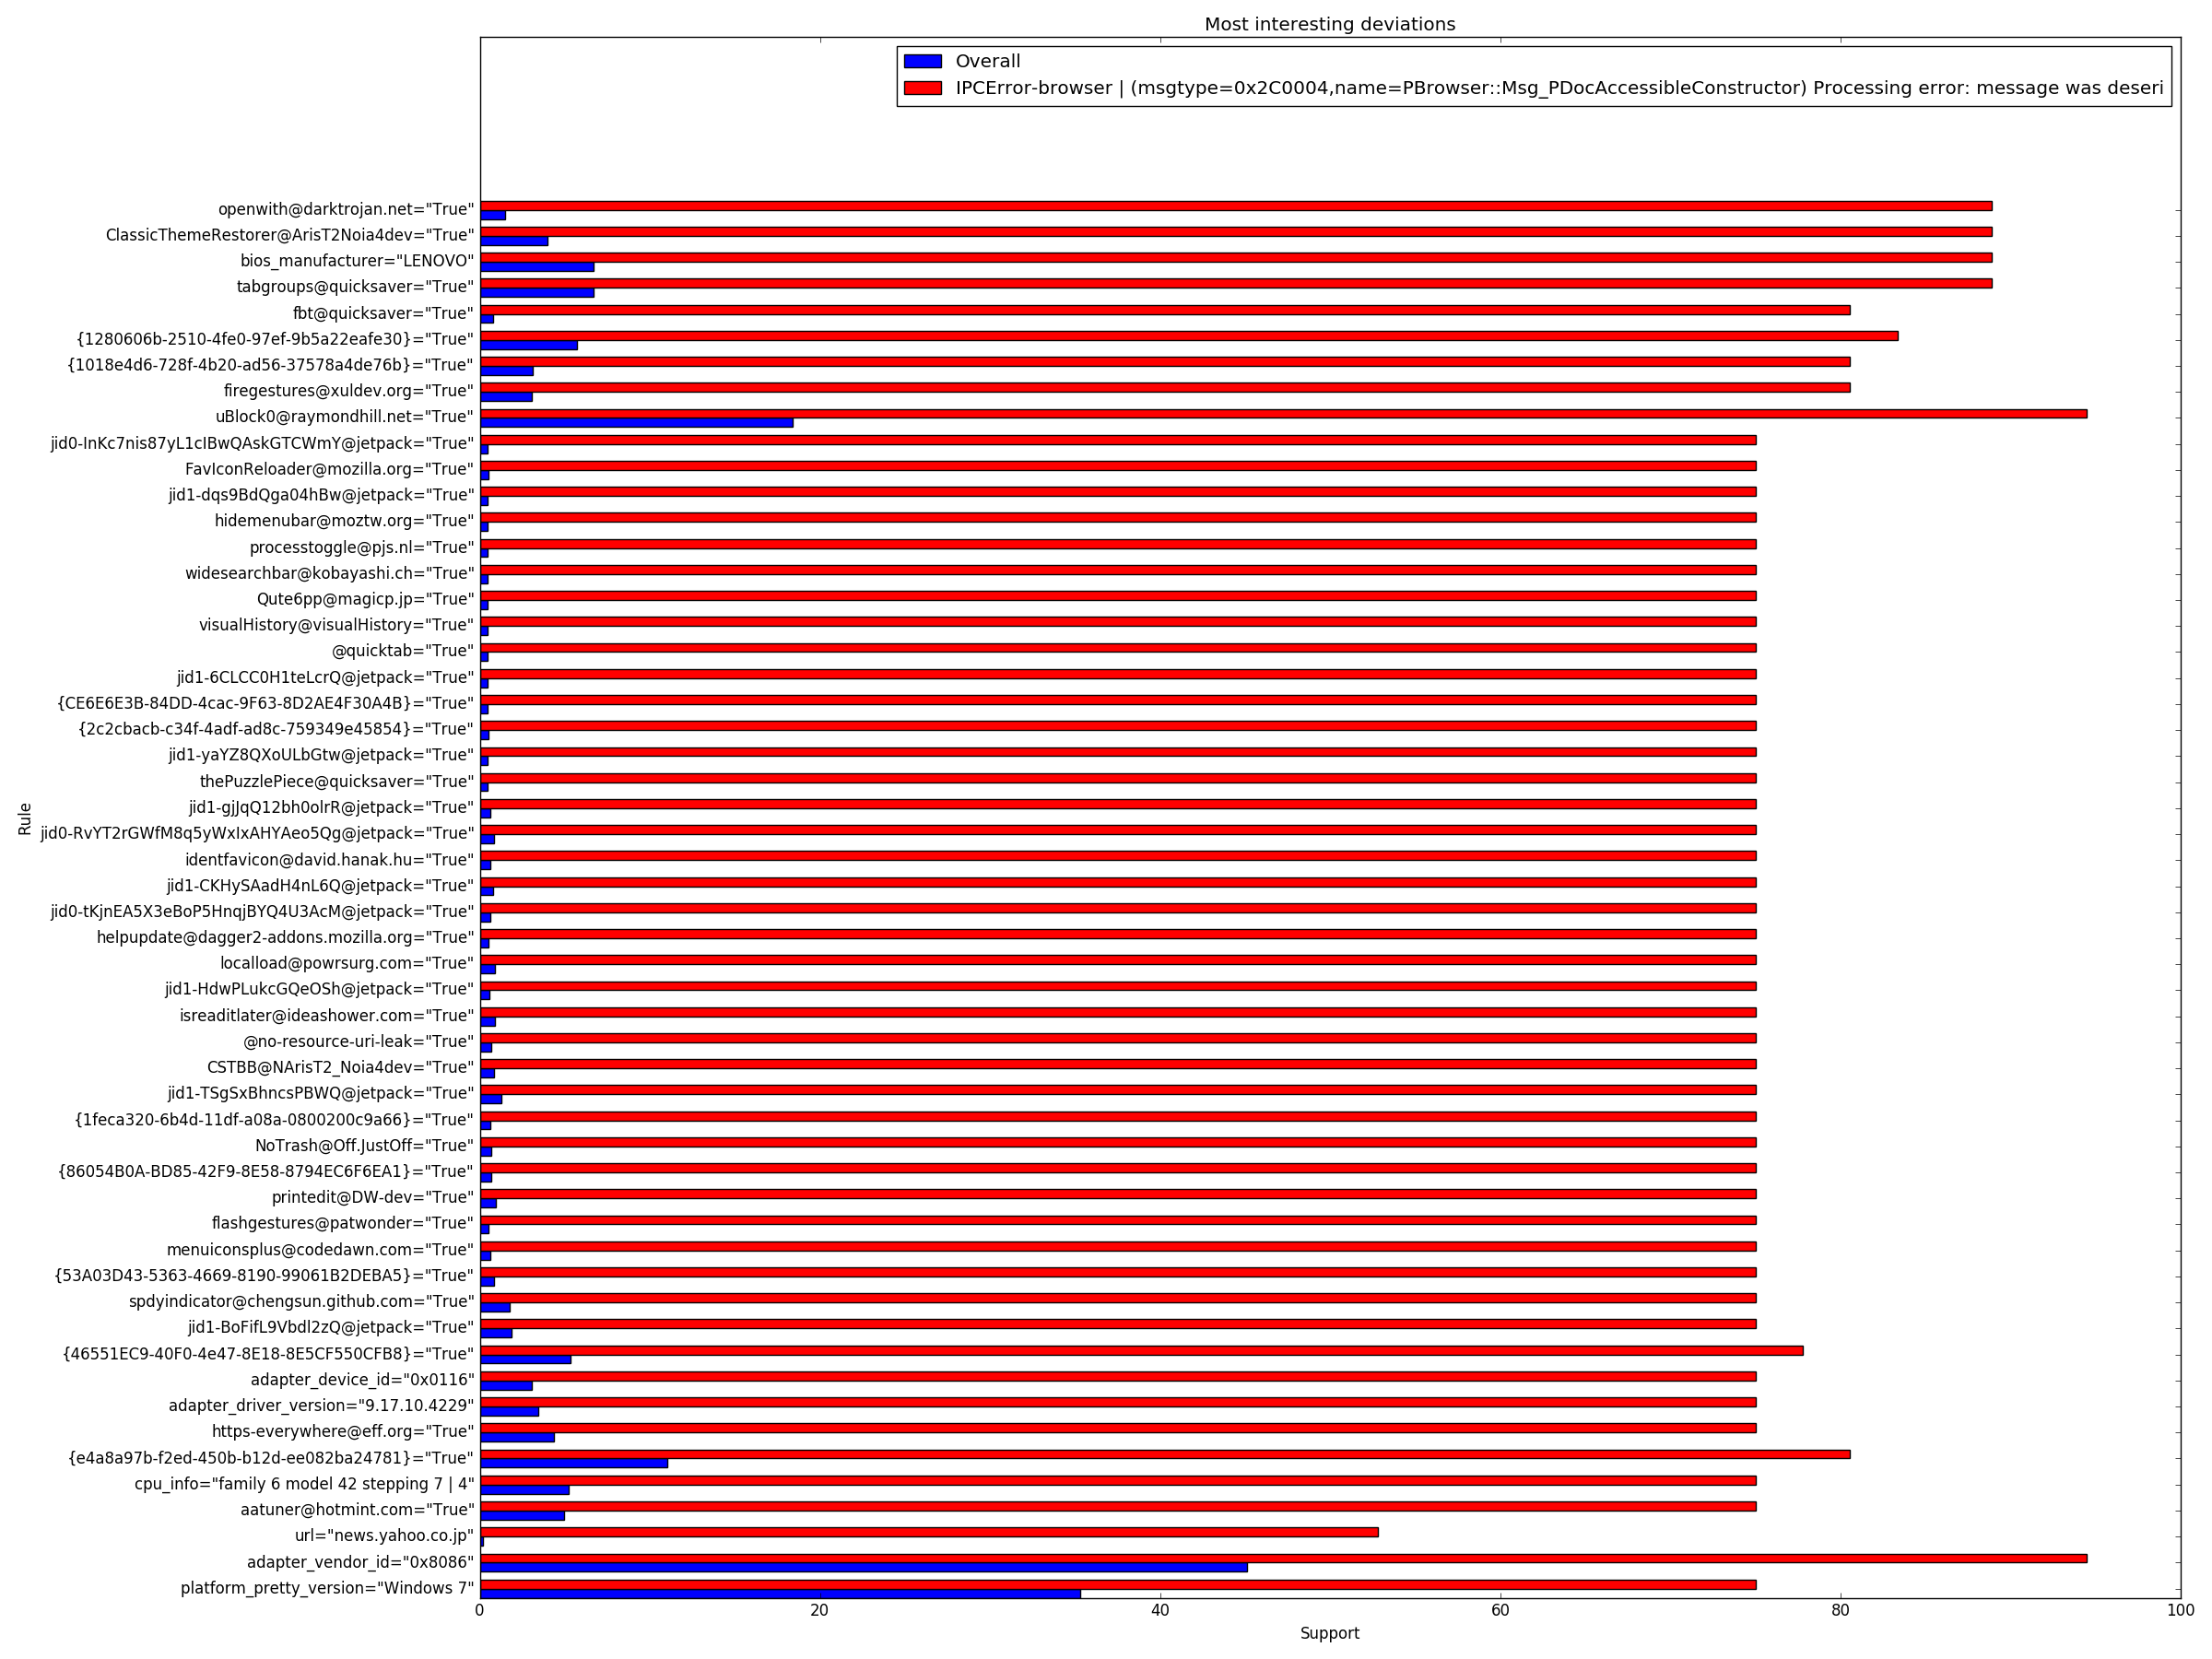 Most interesting deviations
Overall
IPCError-browser | (msgtype=0x2C0004,name=PBrowser::Msg_PDocAccessibleConstructor) Processing error: message was deseri
openwith@darktrojan.net="True"
ClassicThemeRestorer@ArisT2Noia4dev="True"
bios_manufacturer="LENOVO"
tabgroups@quicksaver="True"
fbt@quicksaver="True"
{1280606b-2510-4fe0-97ef-9b5a22eafe30}="True"
{1018e4d6-728f-4b20-ad56-37578a4de76b}="True"
firegestures@xuldev.org="True"
uBlock0@raymondhill.net="True"
jid0-InKc7nis87yL1cIBwQAskGTCWmY@jetpack="True"
FavIconReloader@mozilla.org="True"
jid1-dqs9BdQga04hBw@jetpack="True"
hidemenubar@moztw.org="True"
processtoggle@pjs.nl="True"
widesearchbar@kobayashi.ch="True"
Qute6pp@magicp.jp="True"
visualHistory@visualHistory="True"
@quicktab="True"
jid1-6CLCC0H1teLcrQ@jetpack="True"
{CE6E6E3B-84DD-4cac-9F63-8D2AE4F30A4B}="True"
{2c2cbacb-c34f-4adf-ad8c-759349e45854}="True"
jid1-yaYZ8QXoULbGtw@jetpack="True"
thePuzzlePiece@quicksaver="True"
jid1-gjJqQ12bh0olrR@jetpack="True"
jid0-RvYT2rGWfM8q5yWxIxAHYAeo5Qg@jetpack="True"
identfavicon@david.hanak.hu="True"
jid1-CKHySAadH4nL6Q@jetpack="True"
jid0-tKjnEA5X3eBoP5HnqjBYQ4U3AcM@jetpack="True"
helpupdate@dagger2-addons.mozilla.org="True"
localload@powrsurg.com="True"
jid1-HdwPLukcGQeOSh@jetpack="True"
isreaditlater@ideashower.com="True"
@no-resource-uri-leak="True"
CSTBB@NArisT2_Noia4dev="True"
jid1-TSgSxBhncsPBWQ@jetpack="True"
{1feca320-6b4d-11df-a08a-0800200c9a66}="True"
NoTrash@Off.JustOff="True"
{86054B0A-BD85-42F9-8E58-8794EC6F6EA1}="True"
printedit@DW-dev="True"
flashgestures@patwonder="True"
menuiconsplus@codedawn.com="True"
{53A03D43-5363-4669-8190-99061B2DEBA5}="True"
spdyindicator@chengsun.github.com="True"
jid1-BoFifL9Vbdl2zQ@jetpack="True"
{46551EC9-40F0-4e47-8E18-8E5CF550CFB8}="True"
adapter_device_id="0x0116"
adapter_driver_version="9.17.10.4229"
https-everywhere@eff.org="True"
{e4a8a97b-f2ed-450b-b12d-ee082ba24781}="True"
cpu_info="family 6 model 42 stepping 7 | 4"
aatuner@hotmint.com="True"
url="news.yahoo.co.jp"
adapter_vendor_id="0x8086"
platform_pretty_version="Windows 7"
Rule
0 20 40 60 80 100
Support